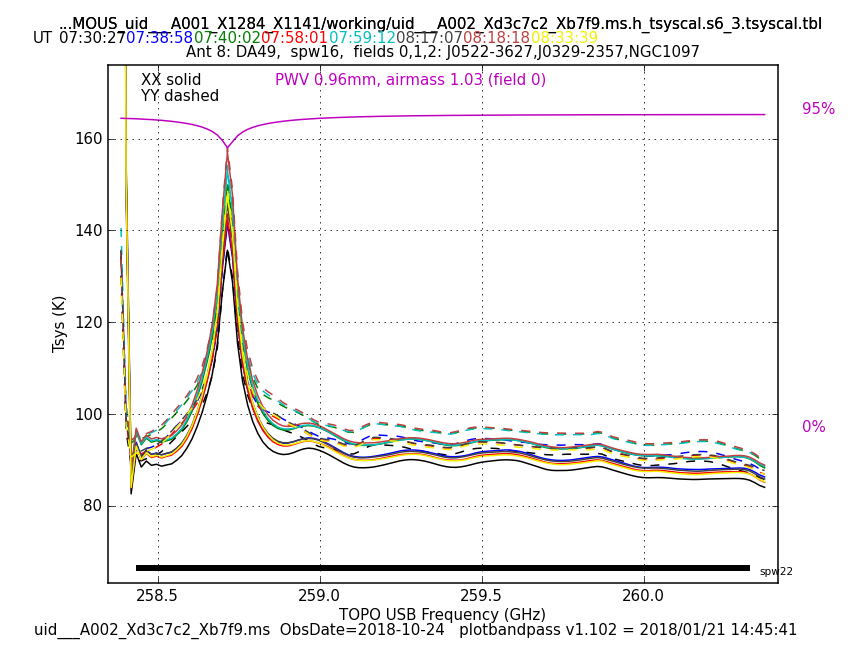 ...MOUS_uid___A001_X1284_X1141/working/uid___A002_Xd3c7c2_Xb7f9.ms.h_tsyscal.s6_3.tsyscal.tbl
UT 07:30:27 07:38:58 07:40:02 07:58:01 07:59:12 08:17:07 08:18:18 08:33:39
Ant 8: DA49, spw16, fields 0,1,2: J0522-3627,J0329-2357,NGC1097
XX solid
YY dashed
PWV 0.96mm, airmass 1.03 (field 0)
95%
0%
160
140
120
100
80
Tsys (K)
spw22
258.5 259.0 259.5 260.0
TOPO USB Frequency (GHz)
uid___A002_Xd3c7c2_Xb7f9.ms ObsDate=2018-10-24 plotbandpass v1.102 = 2018/01/21 14:45:41